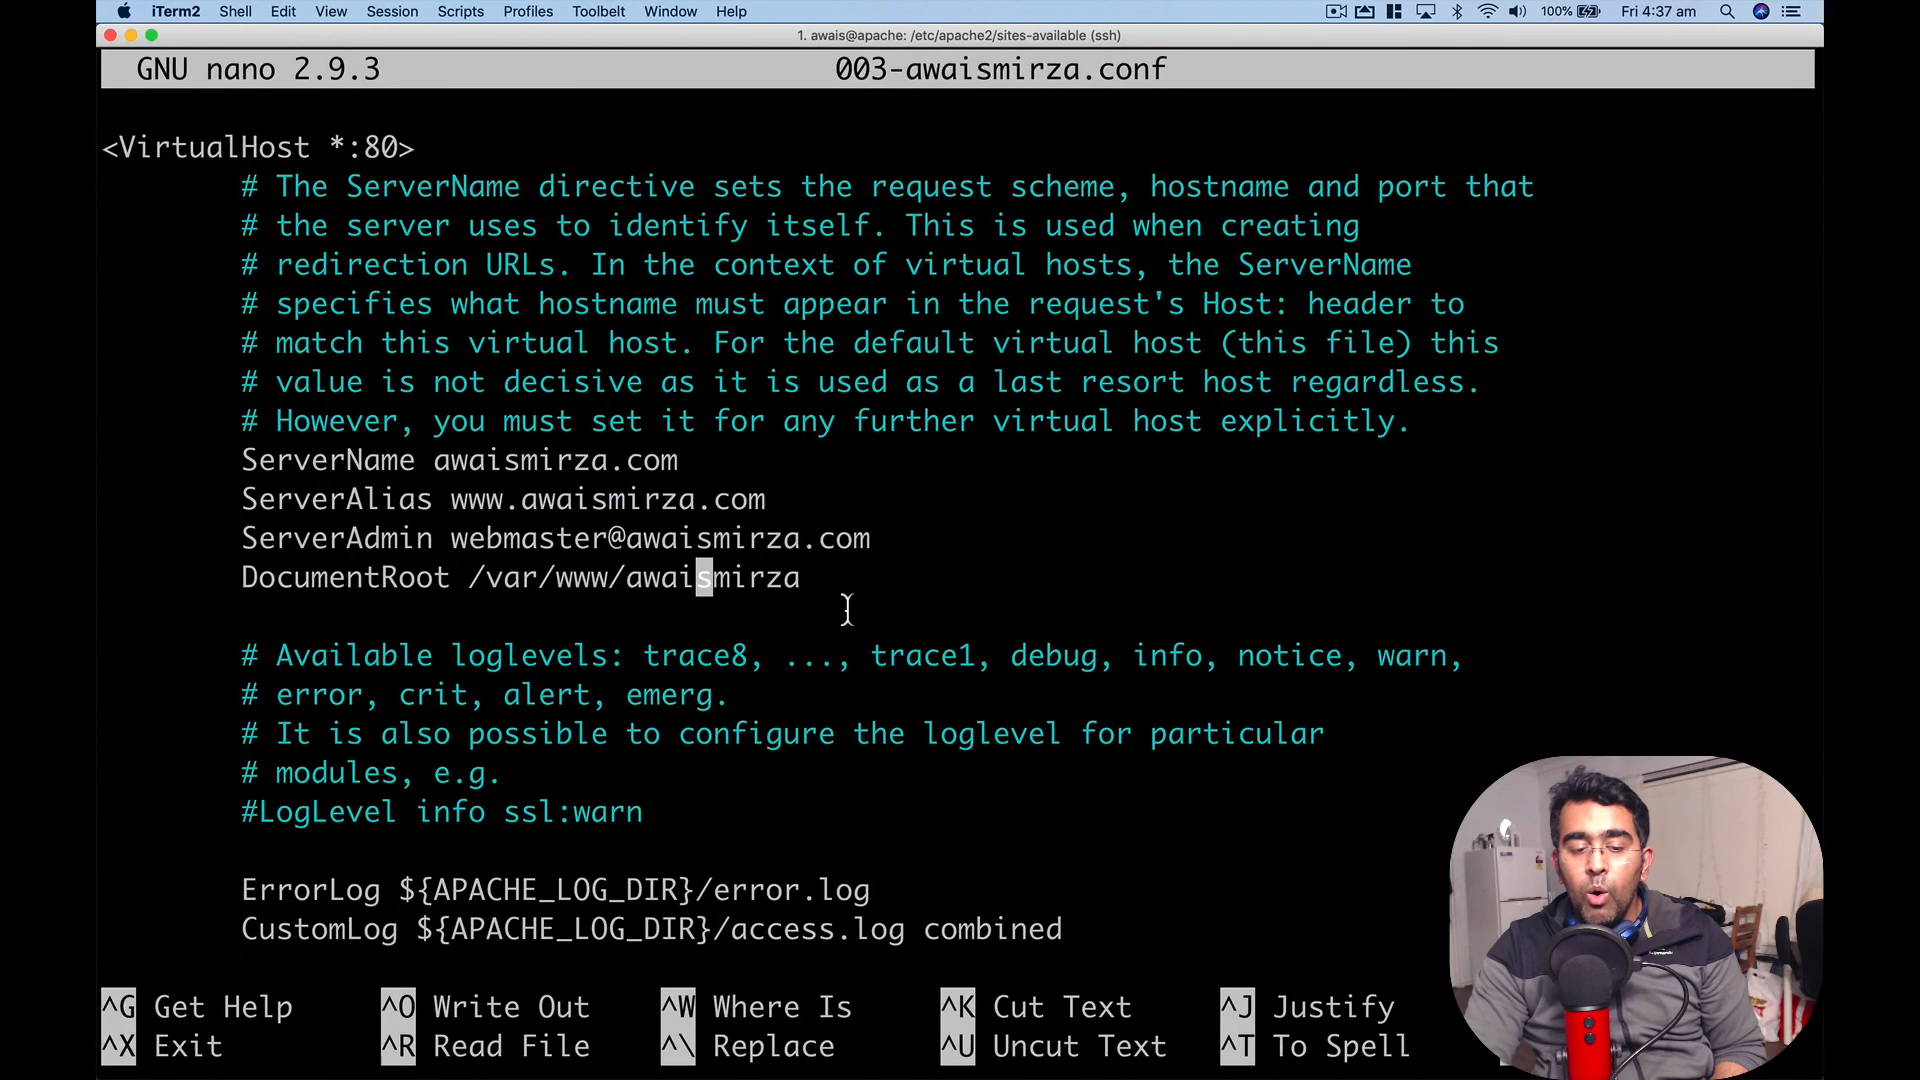 iTerm2 Shell Edit View Session Scripts Profiles Toolbelt Window Help 100% Fri 4:37 am
1. awais@apache: /etc/apache2/sites-available (ssh)
GNU nano 2.9.3 003-awaismirza.conf
<VirtualHost *:80>
# The ServerName directive sets the request scheme, hostname and port that
# the server uses to identify itself. This is used when creating
# redirection URLs. In the context of virtual hosts, the ServerName
# specifies what hostname must appear in the request's Host: header to
# match this virtual host. For the default virtual host (this file) this
# value is not decisive as it is used as a last resort host regardless.
# However, you must set it for any further virtual host explicitly.
ServerName awaismirza.com
ServerAlias www.awaismirza.com
ServerAdmin webmaster@awaismirza.com
DocumentRoot /var/www/awaismirza
# Available loglevels: trace8, ..., trace1, debug, info, notice, warn,
# error, crit, alert, emerg.
# It is also possible to configure the loglevel for particular
# modules, e.g.
#LogLevel info ssl:warn
ErrorLog ${APACHE_LOG_DIR}/error.log
CustomLog ${APACHE_LOG_DIR}/access.log combined
^G Get Help ^O Write Out ^W Where Is ^K Cut Text ^J Justify
^X Exit ^R Read File ^\ Replace ^U Uncut Text ^T To Spell